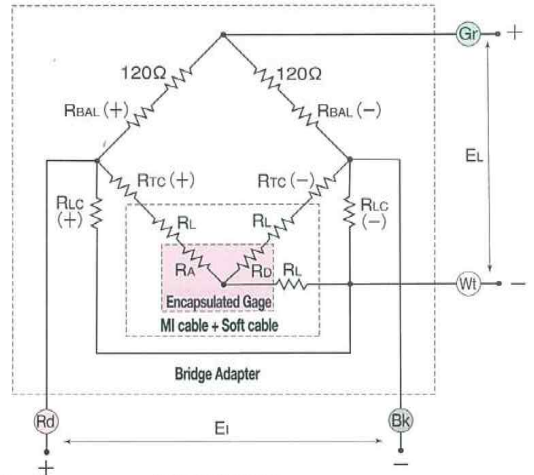 Gr +
120Ω 120Ω
RBAL (+) RBAL (−)
EL
RTC (+) RTC (−)
RLC (+) RLC (−)
RL RL
RA RD RL
Wt −
Encapsulated Gage
MI cable + Soft cable
Bridge Adapter
Rd Bk
EI
+ −